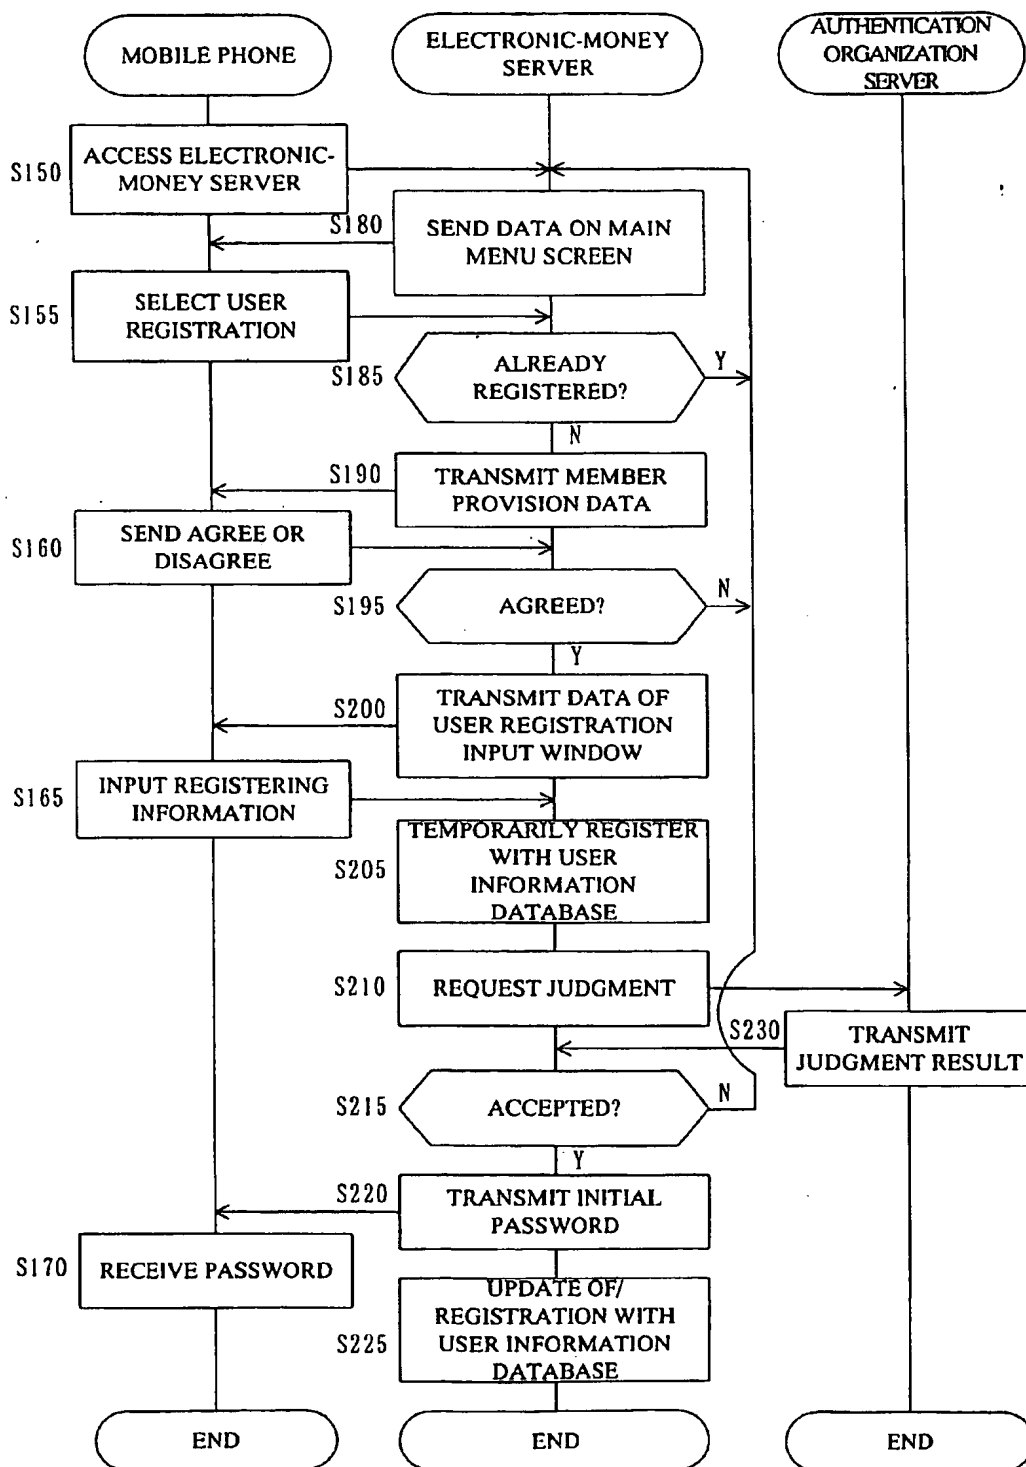 MOBILE PHONE
ELECTRONIC-MONEY
SERVER
AUTHENTICATION
ORGANIZATION
SERVER
S150
ACCESS ELECTRONIC-
MONEY SERVER
S180
SEND DATA ON MAIN
MENU SCREEN
S155
SELECT USER
REGISTRATION
S185
ALREADY
REGISTERED?
Y
N
S190
TRANSMIT MEMBER
PROVISION DATA
S160
SEND AGREE OR
DISAGREE
S195
AGREED?
N
Y
S200
TRANSMIT DATA OF
USER REGISTRATION
INPUT WINDOW
S165
INPUT REGISTERING
INFORMATION
S205
TEMPORARILY REGISTER
WITH USER
INFORMATION
DATABASE
S210
REQUEST JUDGMENT
S230
TRANSMIT
JUDGMENT RESULT
S215
ACCEPTED?
N
Y
S220
TRANSMIT INITIAL
PASSWORD
S170
RECEIVE PASSWORD
S225
UPDATE OF/
REGISTRATION WITH
USER INFORMATION
DATABASE
END
END
END